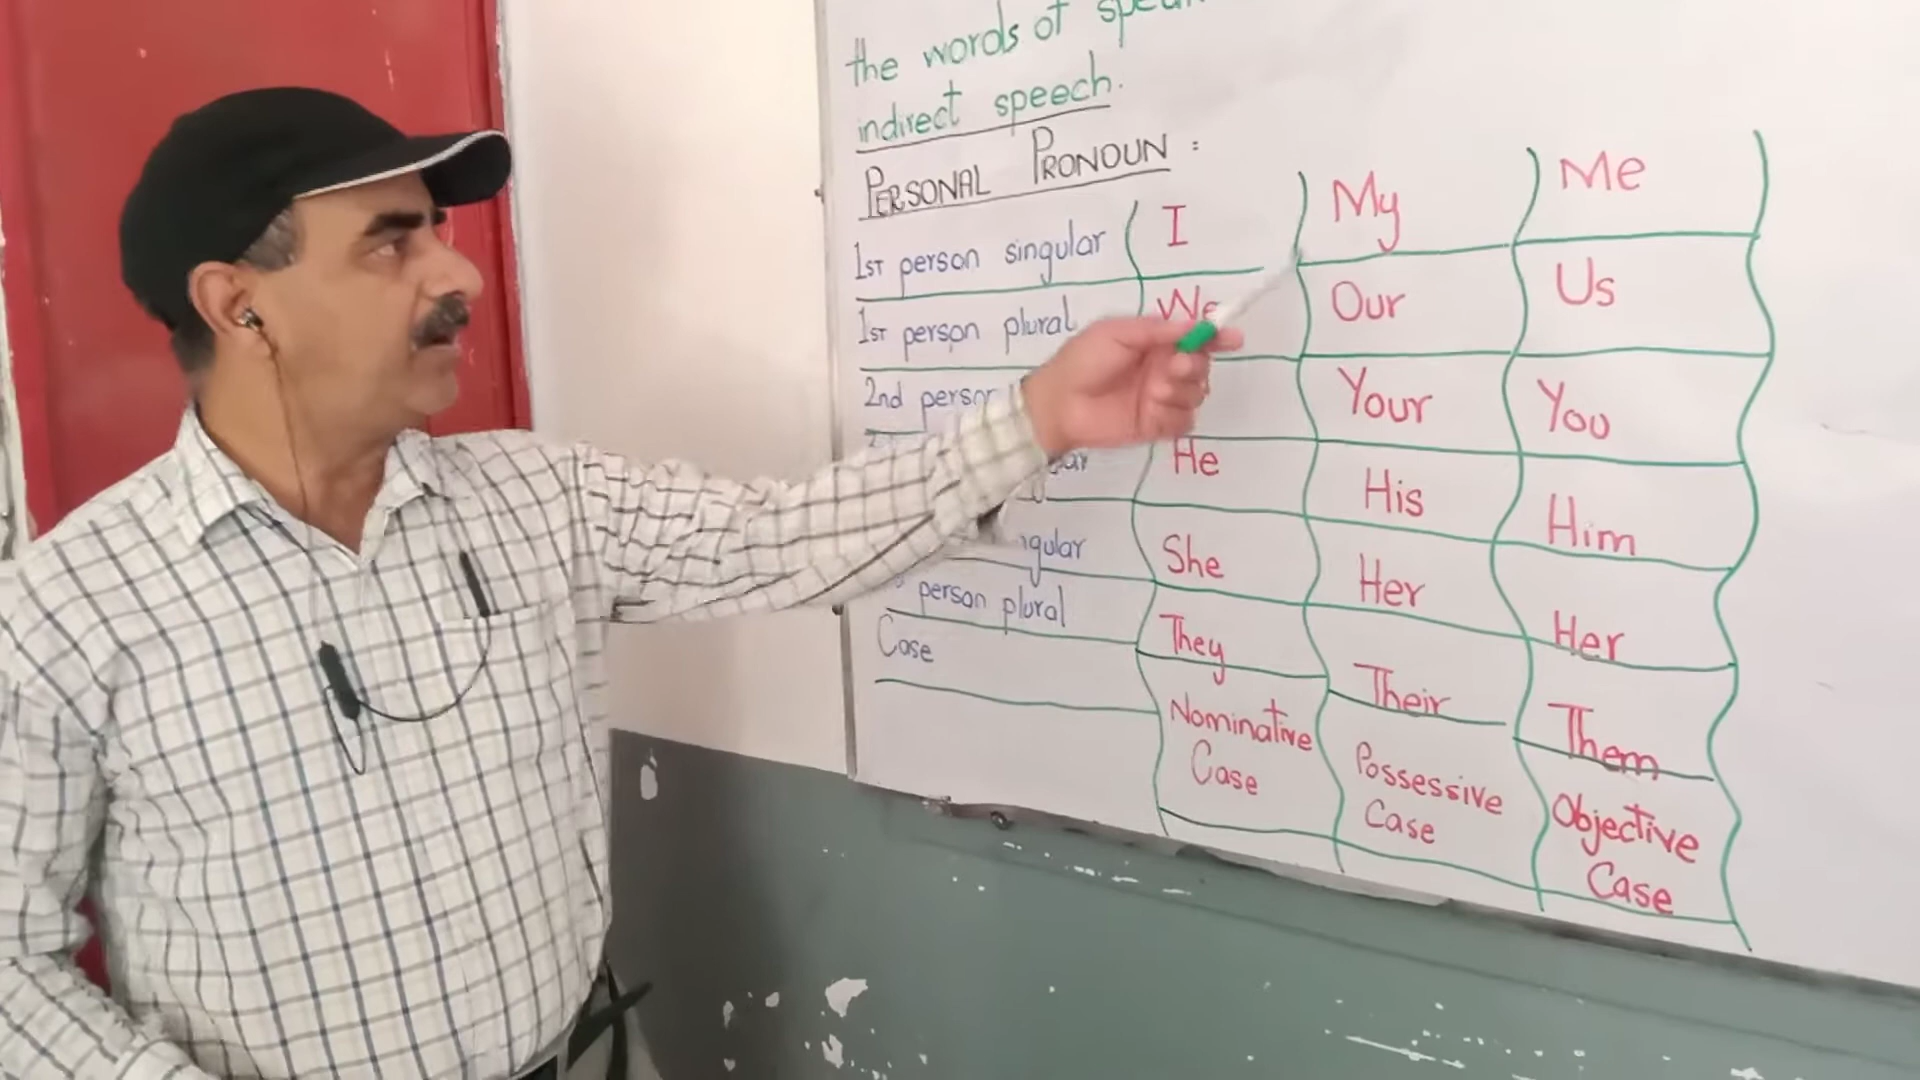 the words of
indirect speech.
PERSONAL PRONOUN :
1ST person singular I My Me
1ST person plural We Our Us
2nd person Your You
He His Him
She Her Her
person plural They Their Them
Case Nominative Case Possessive Case Objective Case